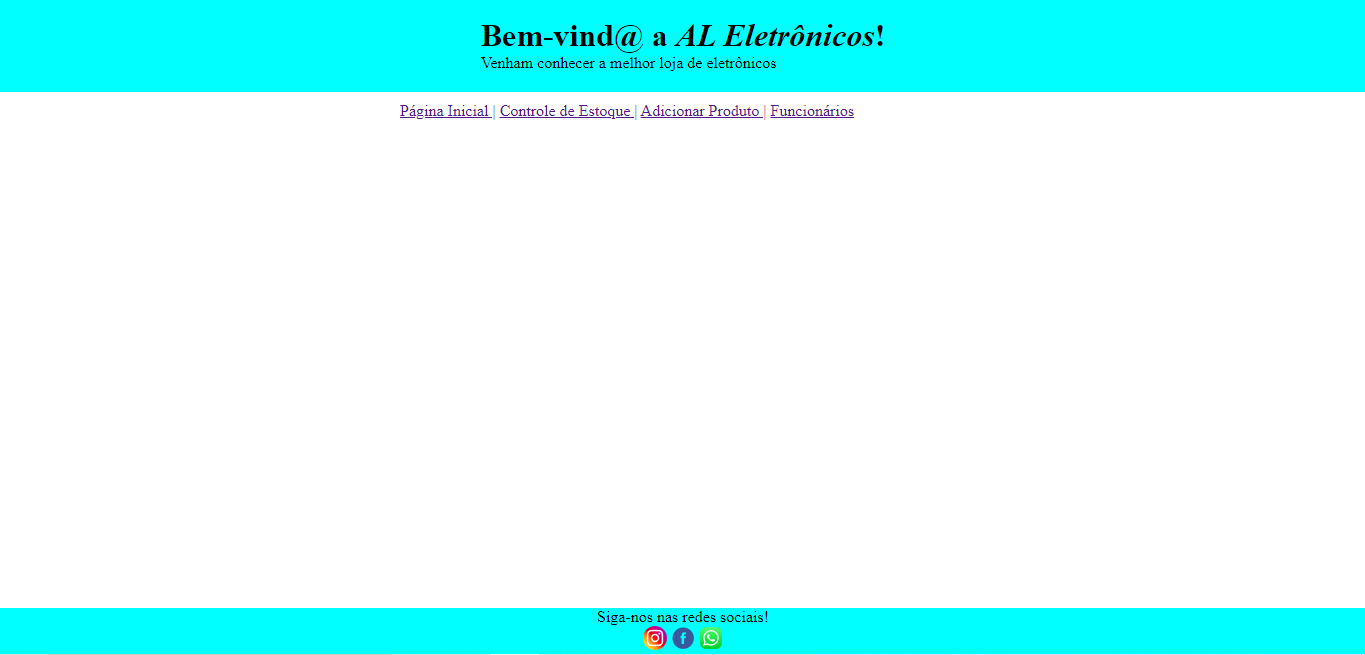 Bem-vind@ a AL Eletrônicos!
Venham conhecer a melhor loja de eletrônicos
Página Inicial | Controle de Estoque | Adicionar Produto | Funcionários
Siga-nos nas redes sociais!